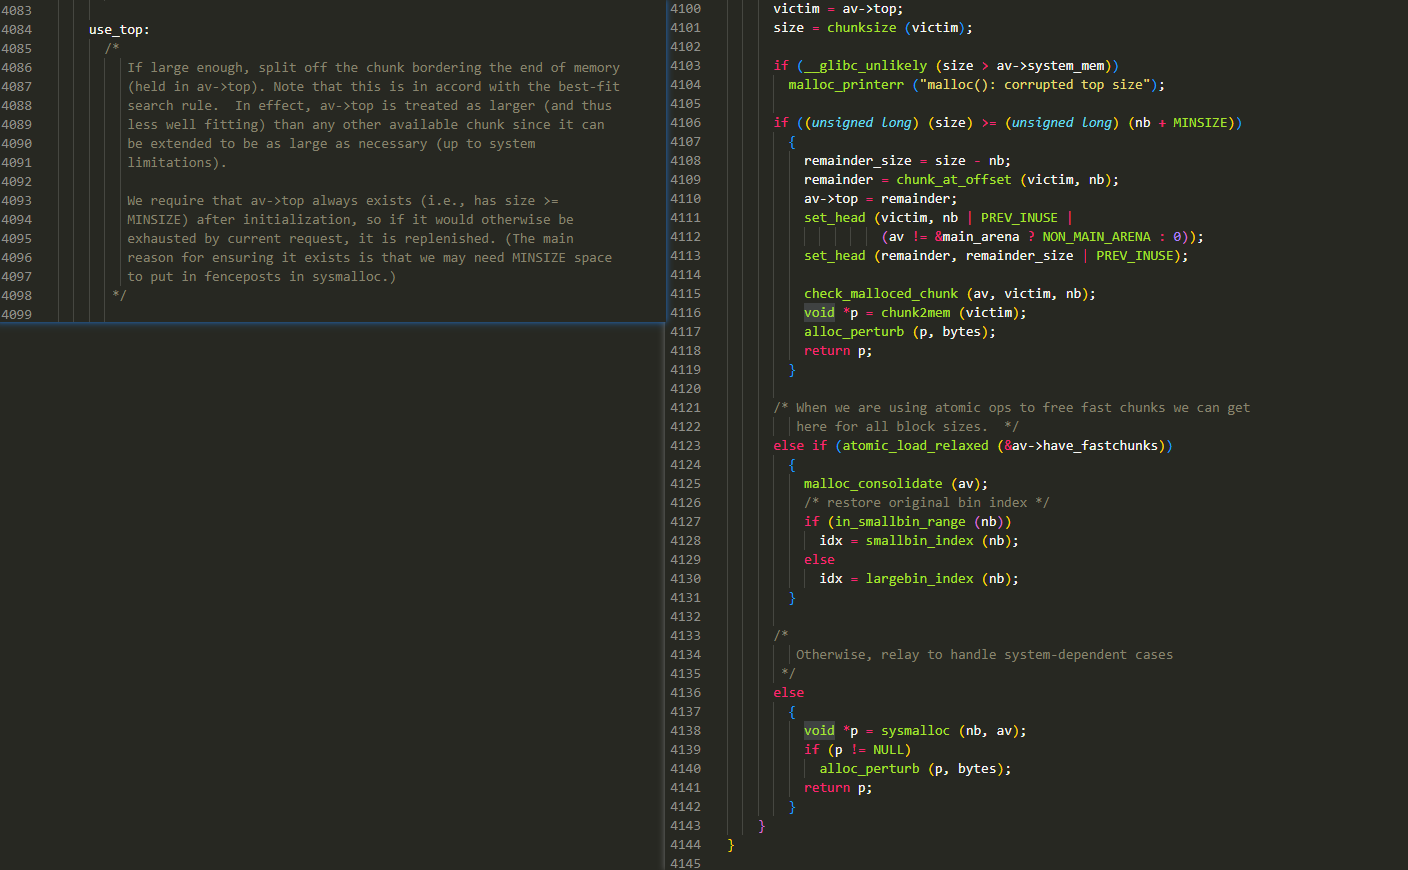 4083
4084 use_top:
4085 /*
4086 If large enough, split off the chunk bordering the end of memory
4087 (held in av->top). Note that this is in accord with the best-fit
4088 search rule.  In effect, av->top is treated as larger (and thus
4089 less well fitting) than any other available chunk since it can
4090 be extended to be as large as necessary (up to system
4091 limitations).
4092
4093 We require that av->top always exists (i.e., has size >=
4094 MINSIZE) after initialization, so if it would otherwise be
4095 exhausted by current request, it is replenished. (The main
4096 reason for ensuring it exists is that we may need MINSIZE space
4097 to put in fenceposts in sysmalloc.)
4098 */
4099
4100 victim = av->top;
4101 size = chunksize (victim);
4102
4103 if (__glibc_unlikely (size > av->system_mem))
4104 malloc_printerr ("malloc(): corrupted top size");
4105
4106 if ((unsigned long) (size) >= (unsigned long) (nb + MINSIZE))
4107 {
4108 remainder_size = size - nb;
4109 remainder = chunk_at_offset (victim, nb);
4110 av->top = remainder;
4111 set_head (victim, nb | PREV_INUSE |
4112 (av != &main_arena ? NON_MAIN_ARENA : 0));
4113 set_head (remainder, remainder_size | PREV_INUSE);
4114
4115 check_malloced_chunk (av, victim, nb);
4116 void *p = chunk2mem (victim);
4117 alloc_perturb (p, bytes);
4118 return p;
4119 }
4120
4121 /* When we are using atomic ops to free fast chunks we can get
4122 here for all block sizes.  */
4123 else if (atomic_load_relaxed (&av->have_fastchunks))
4124 {
4125 malloc_consolidate (av);
4126 /* restore original bin index */
4127 if (in_smallbin_range (nb))
4128 idx = smallbin_index (nb);
4129 else
4130 idx = largebin_index (nb);
4131 }
4132
4133 /*
4134 Otherwise, relay to handle system-dependent cases
4135 */
4136 else
4137 {
4138 void *p = sysmalloc (nb, av);
4139 if (p != NULL)
4140 alloc_perturb (p, bytes);
4141 return p;
4142 }
4143 }
4144 }
4145